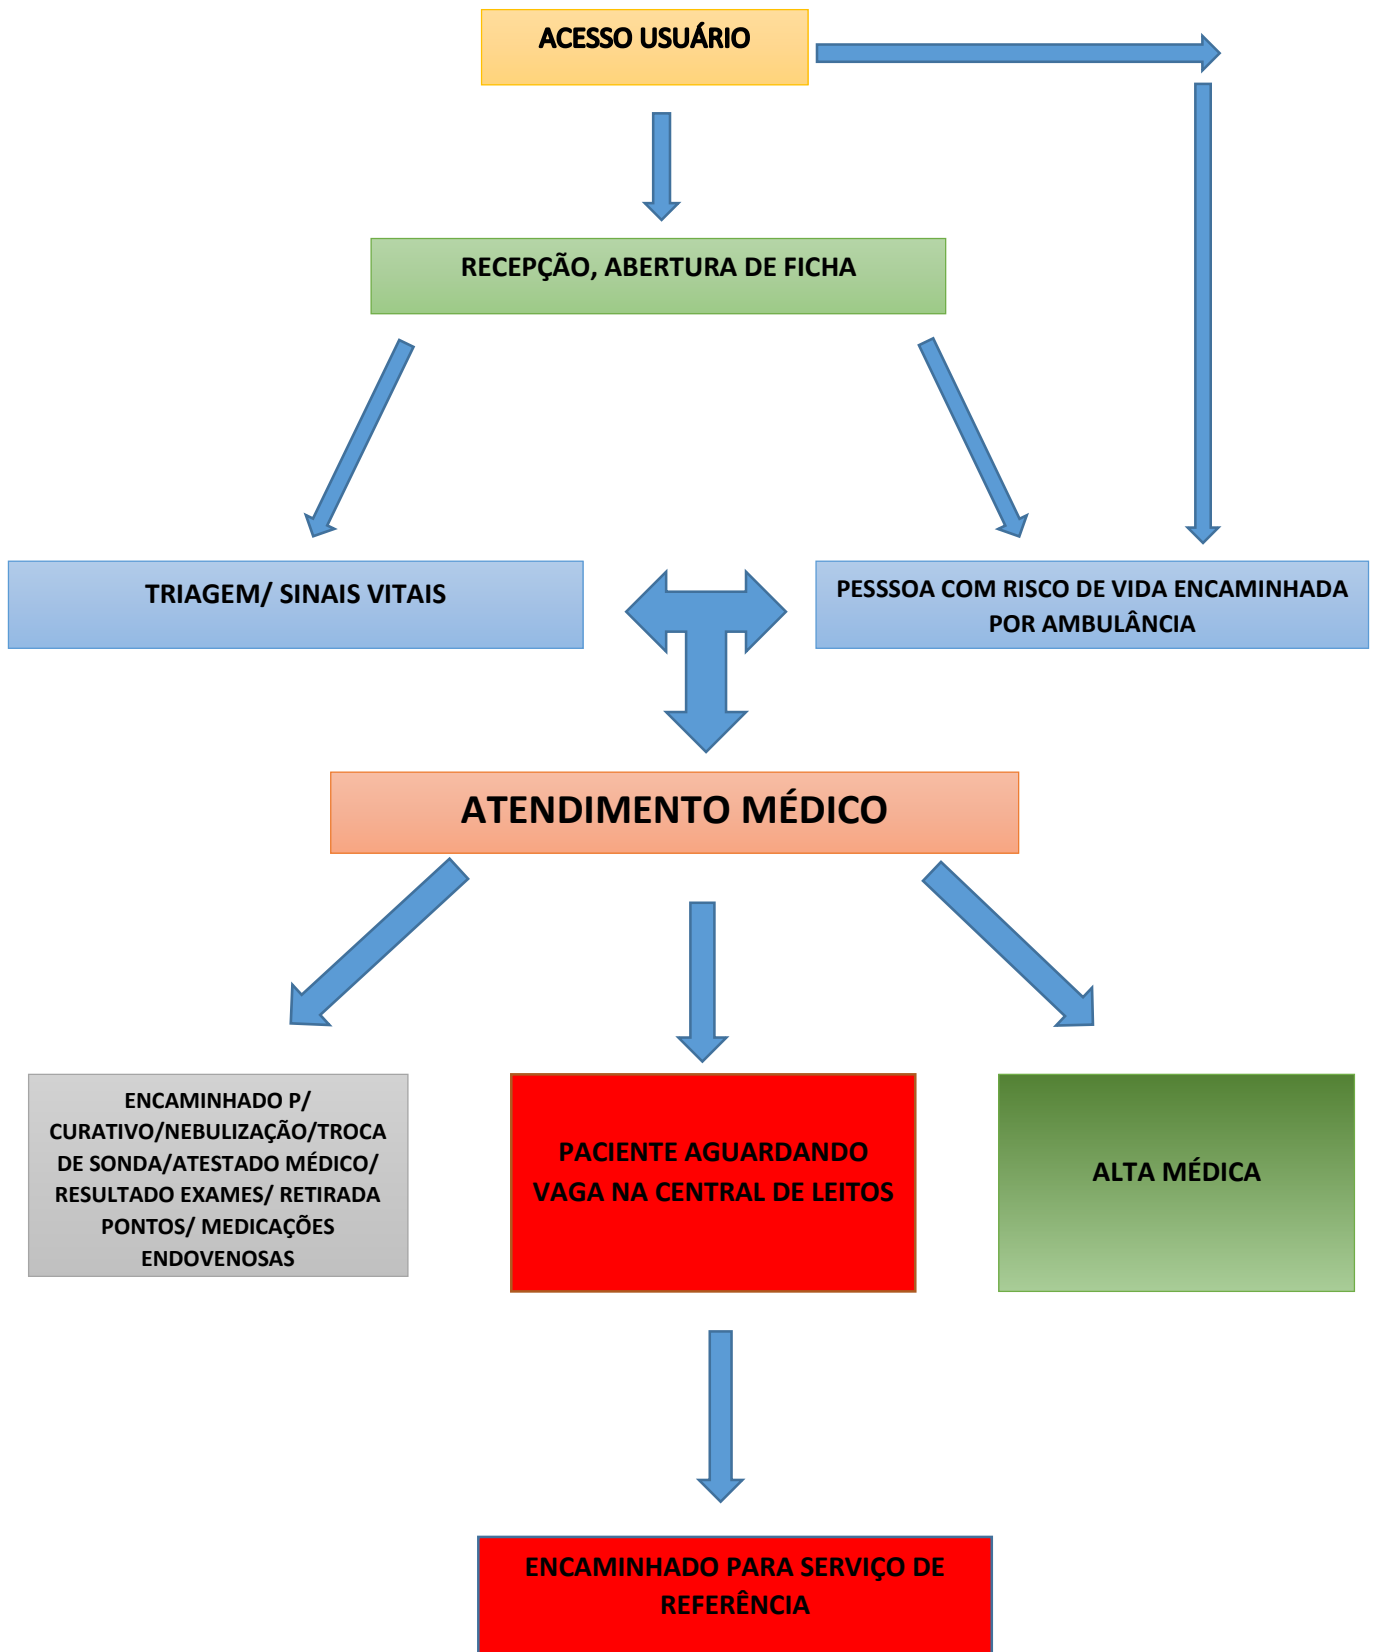 ACESSO USUÁRIO
RECEPÇÃO, ABERTURA DE FICHA
TRIAGEM/ SINAIS VITAIS
PESSSOA COM RISCO DE VIDA ENCAMINHADA
POR AMBULÂNCIA
ATENDIMENTO MÉDICO
ENCAMINHADO P/
CURATIVO/NEBULIZAÇÃO/TROCA
DE SONDA/ATESTADO MÉDICO/
RESULTADO EXAMES/ RETIRADA
PONTOS/ MEDICAÇÕES
ENDOVENOSAS
PACIENTE AGUARDANDO
VAGA NA CENTRAL DE LEITOS
ALTA MÉDICA
ENCAMINHADO PARA SERVIÇO DE
REFERÊNCIA